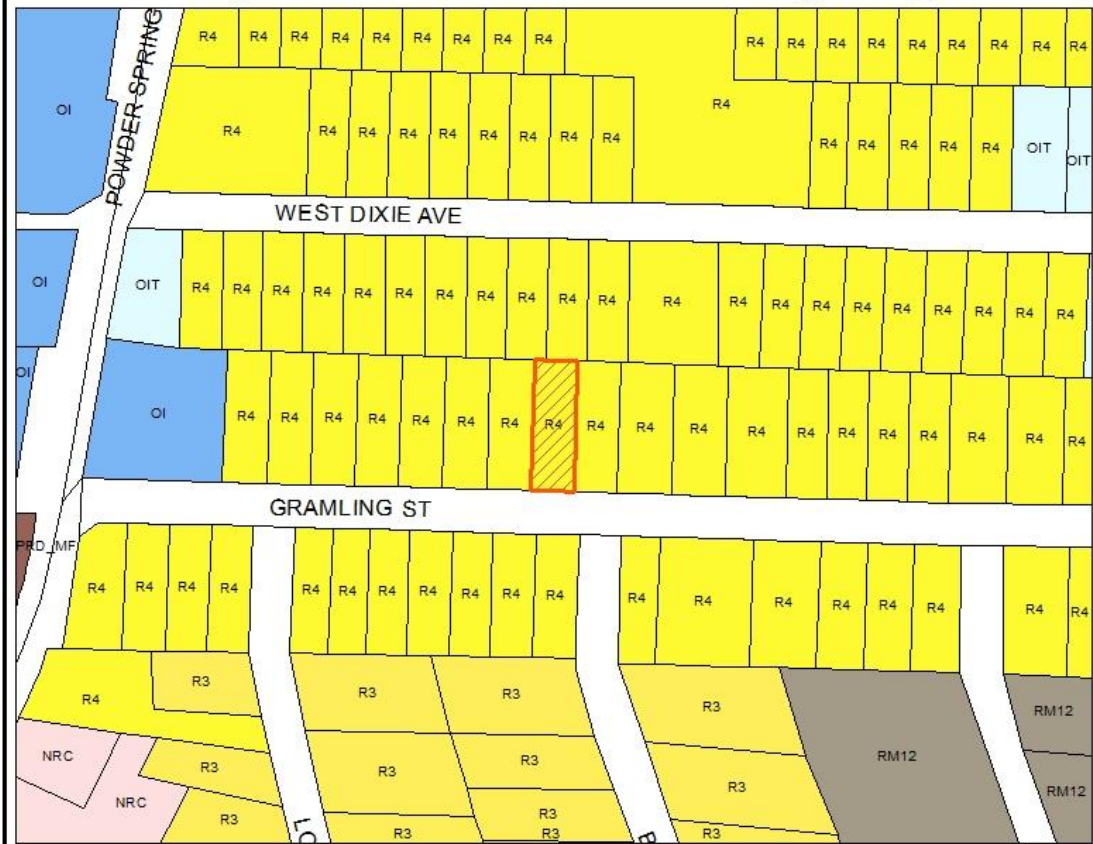 R4 R4 R4 R4 R4 R4 R4 R4 R4 R4 R4 R4 R4 R4 R4 R4 R4 R4
POWDER SPRING
OI
R4 R4 R4 R4 R4 R4 R4 R4 R4 R4 R4 R4 R4 R4 R4 OIT OIT
WEST DIXIE AVE
OI OIT R4 R4 R4 R4 R4 R4 R4 R4 R4 R4 R4 R4 R4 R4 R4 R4 R4 R4 R4 R4 R4
OI
OI R4 R4 R4 R4 R4 R4 R4 R4 R4 R4 R4 R4 R4 R4 R4 R4 R4 R4 R4
GRAMLING ST
PRD_MF
R4 R4 R4 R4 R4 R4 R4 R4 R4 R4 R4 R4 R4 R4 R4 R4 R4 R4 R4
R4 R3 R3 R3 R3 RM12
NRC R3 R3 R3 R3 RM12 RM12
NRC R3 R3 R3 R3 R3
LO